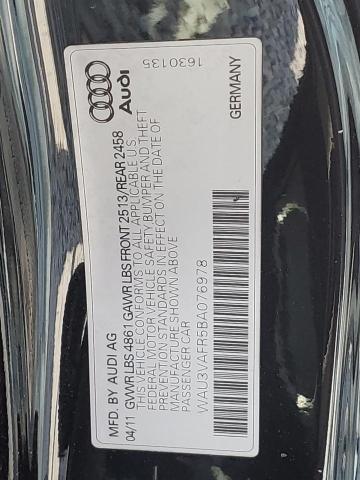 MFD. BY AUDI AG
04/11 GVWR LBS 4861 GAWR LBS FRONT 2513/REAR 2458
THIS VEHICLE CONFORMS TO ALL APPLICABLE U.S.
FEDERAL MOTOR VEHICLE SAFETY, BUMPER AND THEFT
PREVENTION STANDARDS IN EFFECT ON THE DATE OF
MANUFACTURE SHOWN ABOVE
PASSENGER CAR
WAU3VAFR5BA076978
Audi
1630135
GERMANY